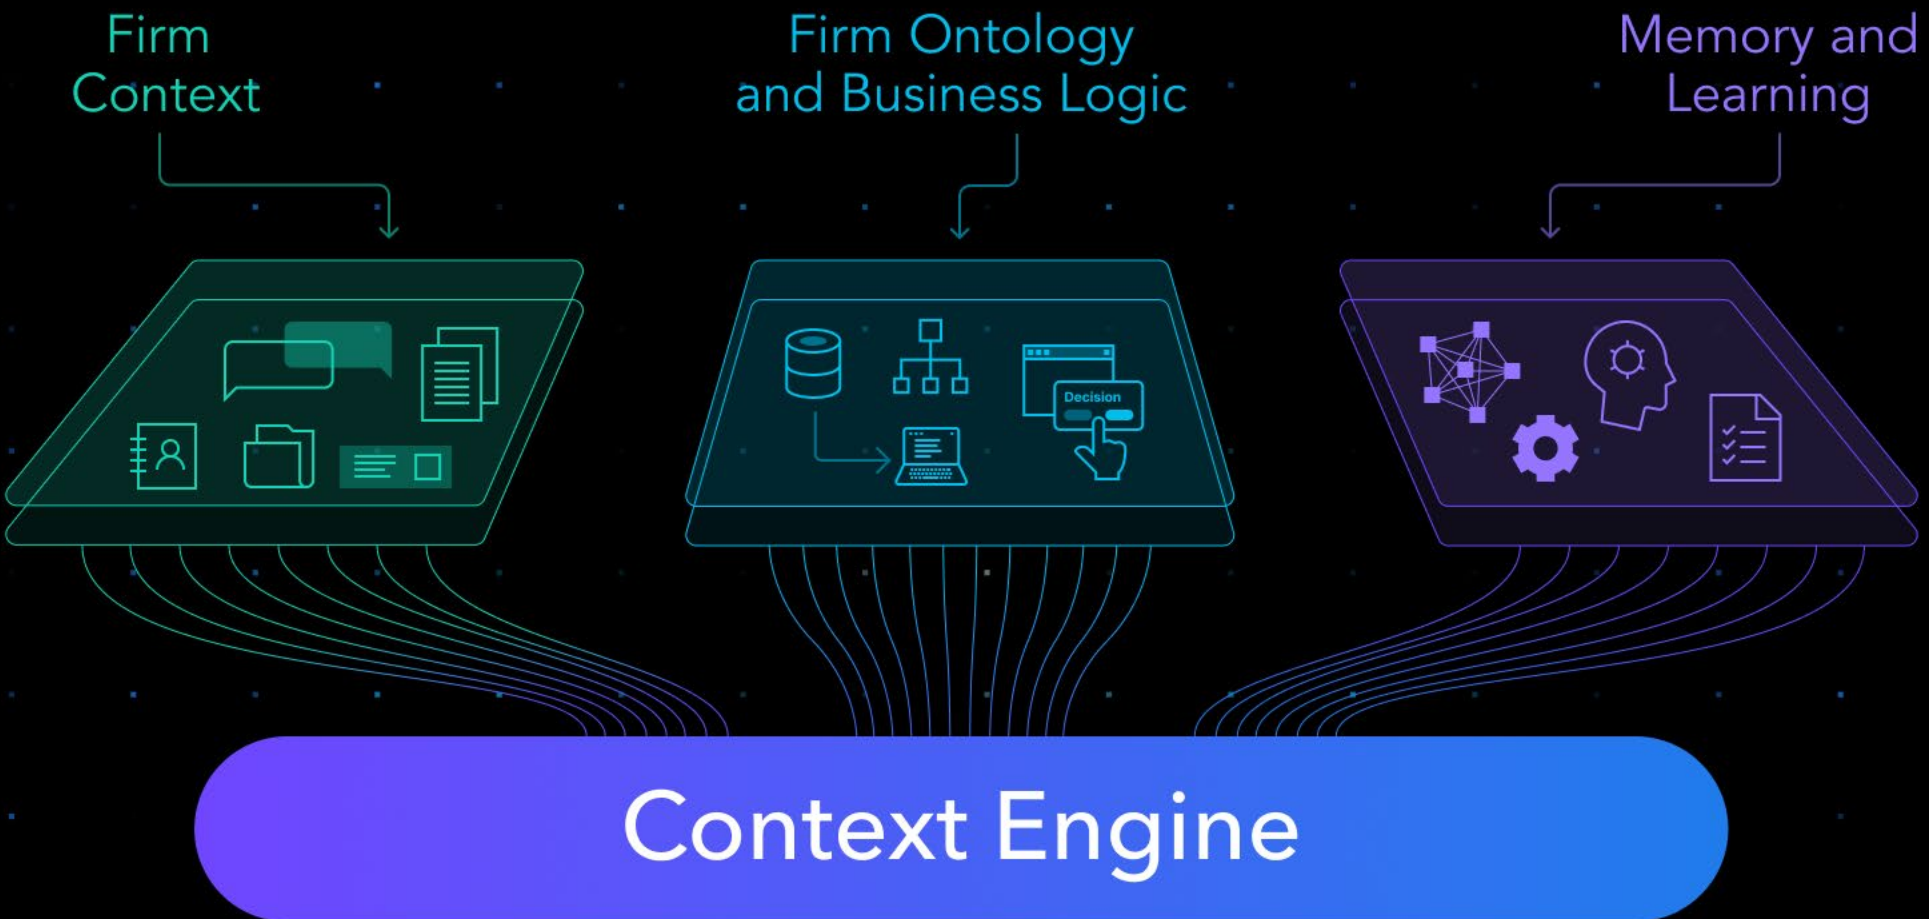 Firm
Context
Firm Ontology
and Business Logic
Memory and
Learning
Decision
Context Engine